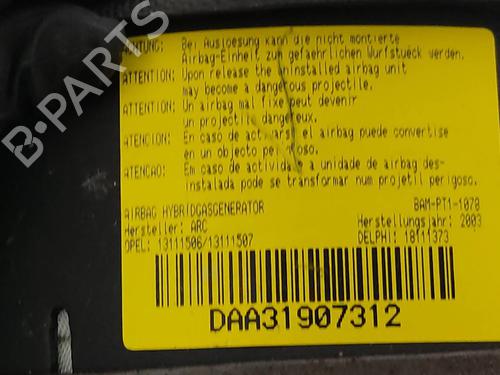 ACHTUNG: Bei Ausloesung kann die nicht montierte
Airbag-Einheit zum gefaehrlichen Wurfstueck werden.
ATTENTION: Upon release the uninstalled airbag unit
may become a dangerous projectile.
ATTENTION: Un airbag mal fixe peut devenir
un projectil dangereux.
ATENCION: En caso de activarse el airbag puede convertise
en un objecto peligroso.
ATENCAO: Em caso de actividade a unidade de airbag des-
instalada pode se transformar num projetil perigoso.
AIRBAG HYBRIDGASGENERATOR BAM-PT1-1078
Hersteller: ARC Herstellungsjahr: 2003
OPEL: 13111506/13111507 DELPHI: 18111373
DAA31907312
B-PARTS